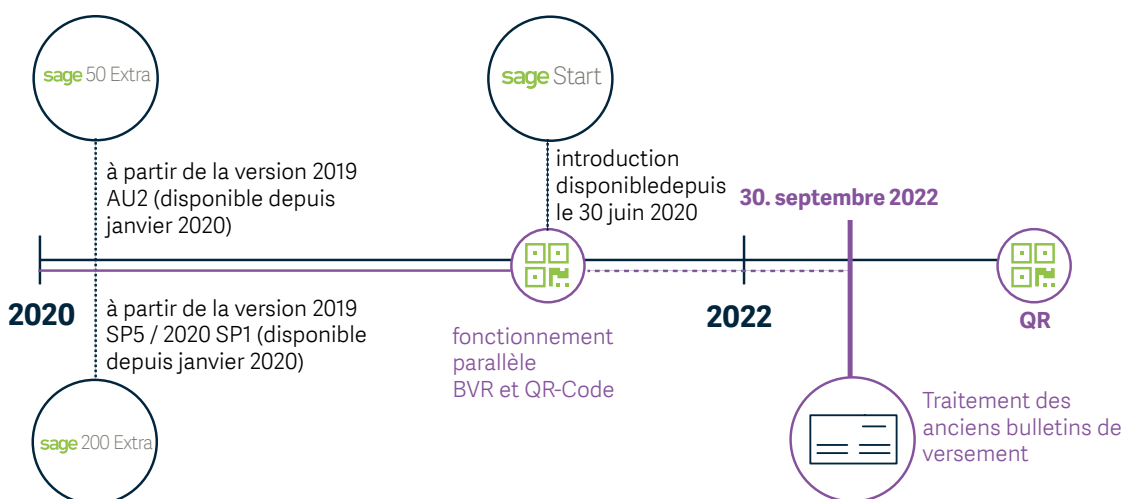 sage 50 Extra
à partir de la version 2019
AU2 (disponible depuis
janvier 2020)
sage Start
introduction
disponibledepuis
le 30 juin 2020
30. septembre 2022
2020
à partir de la version 2019
SP5 / 2020 SP1 (disponible
depuis janvier 2020)
sage 200 Extra
fonctionnement
parallèle
BVR et QR-Code
2022
QR
Traitement des
anciens bulletins de
versement